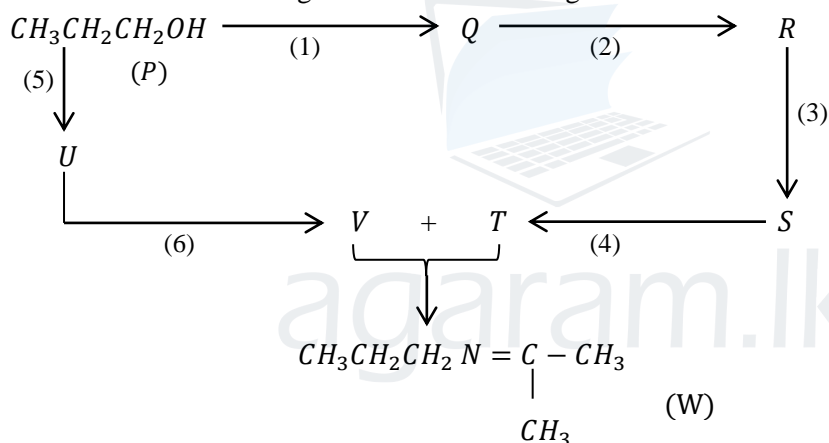 CH₃CH₂CH₂OH (1) Q (2) R
(P)
(5) (3)
U
(6) V + T (4) S
agaram.lk
CH₃CH₂CH₂ N = C − CH₃
|
(W)
CH₃